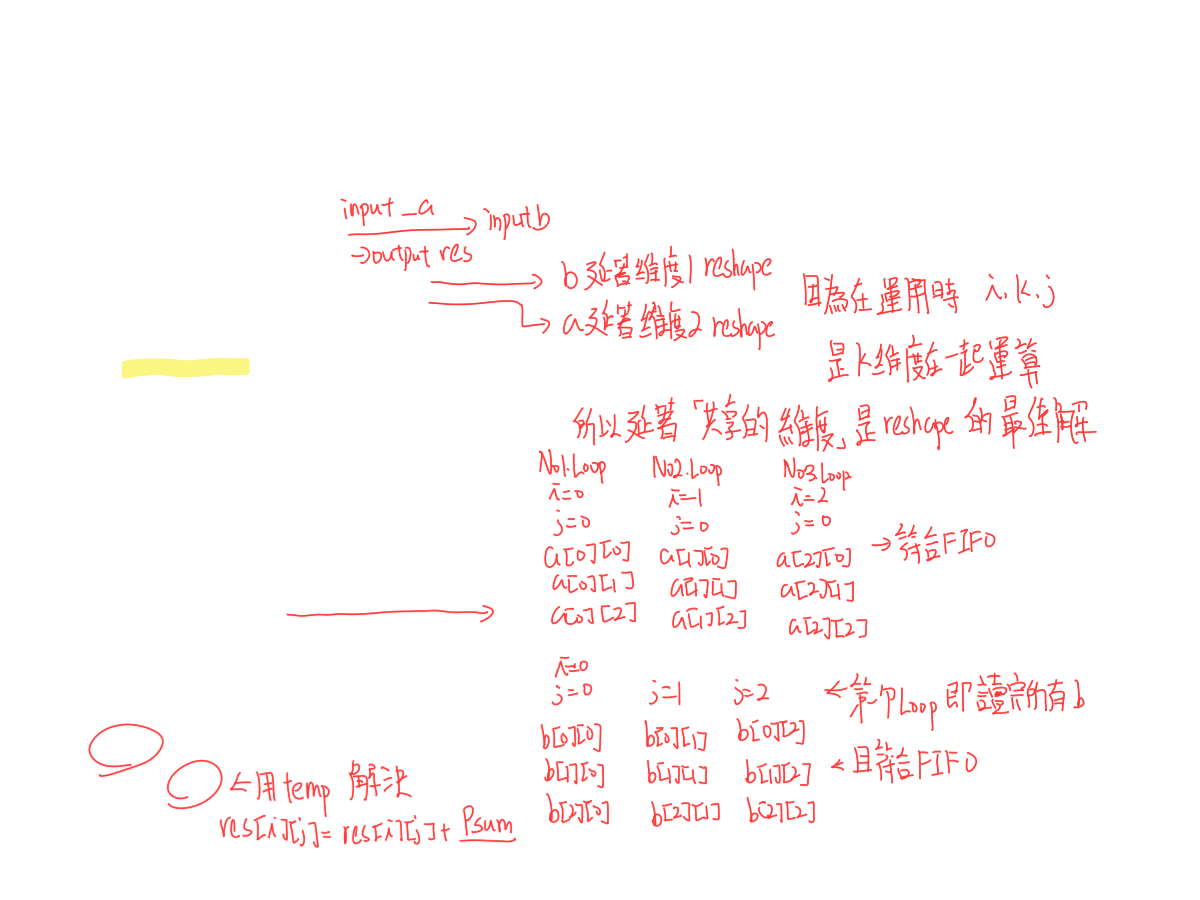 input_a → inputb
→output res
→ b 延著維度1 reshape
→ a 延著維度2 reshape
因為在運用時 i.k.j
是k維度在一起運算
所以延著「共享的維度」是reshape 的最佳解
No1.Loop No2.Loop No3.Loop
i=0 i=1 i=2
j=0 j=0 j=0
a[0][0] a[1][0] a[2][0] → 符合FIFO
a[0][1] a[1][1] a[2][1]
a[0][2] a[1][2] a[2][2]
i=0
j=0 j=1 j=2 ← 第一个Loop 即讀完所有b
b[0][0] b[0][1] b[0][2]
b[1][0] b[1][1] b[1][2] ← 且符合FIFO
b[2][0] b[2][1] b[2][2]
← 用temp 解決
res[i][j]= res[i][j]+ Psum